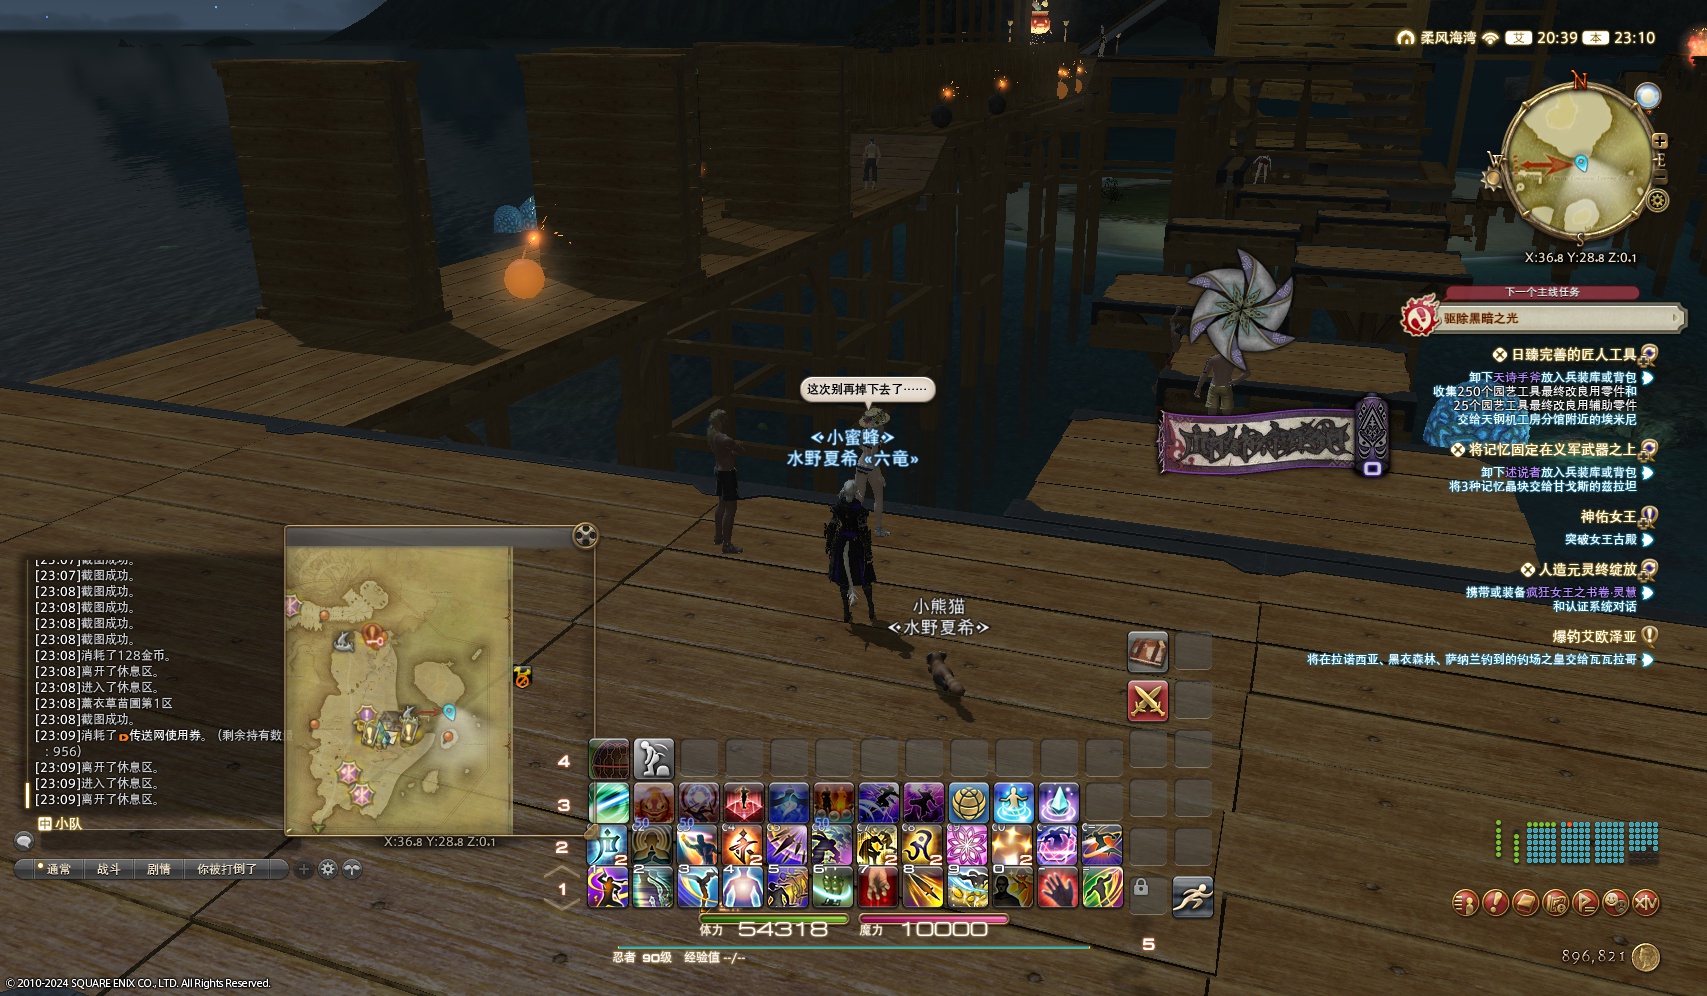 柔风海湾 艾 20:39 本 23:10
N
W
E
S
X:36.8 Y:28.8 Z:0.1
下一个主线任务
驱除黑暗之光
日臻完善的匠人工具
卸下天诗手斧放入兵装库或背包
收集250个园艺工具最终改良用零件和
25个园艺工具最终改良用辅助零件
交给天钢机工房分馆附近的埃米尼
将记忆固定在义军武器之上
卸下述说者放入兵装库或背包
将3种记忆晶块交给甘戈斯的兹拉坦
神佑女王
突破女王古殿
人造元灵终绽放
携带或装备疯狂女王之书卷·灵慧
和认证系统对话
爆钓艾欧泽亚
将在拉诺西亚、黑衣森林、萨纳兰钓到的钓场之皇交给瓦瓦拉哥
这次别再掉下去了……
«小蜜蜂»
水野夏希 «六竜»
小熊猫
«水野夏希»
[23:07]截图成功。
[23:07]截图成功。
[23:08]截图成功。
[23:08]截图成功。
[23:08]截图成功。
[23:08]截图成功。
[23:08]消耗了128金币。
[23:08]离开了休息区。
[23:08]进入了休息区。
[23:08]薰衣草苗圃第1区
[23:08]截图成功。
[23:09]消耗了传送网使用券。（剩余持有数
：956）
[23:09]离开了休息区。
[23:09]进入了休息区。
[23:09]离开了休息区。
中 小队
X:36.8 Y:28.8 Z:0.1
通常 战斗 剧情 你被打倒了
4
3
2
1
5
体力 54318 魔力 10000
忍者 90级 经验值 --/--
896,821
© 2010-2024 SQUARE ENIX CO., LTD. All Rights Reserved.